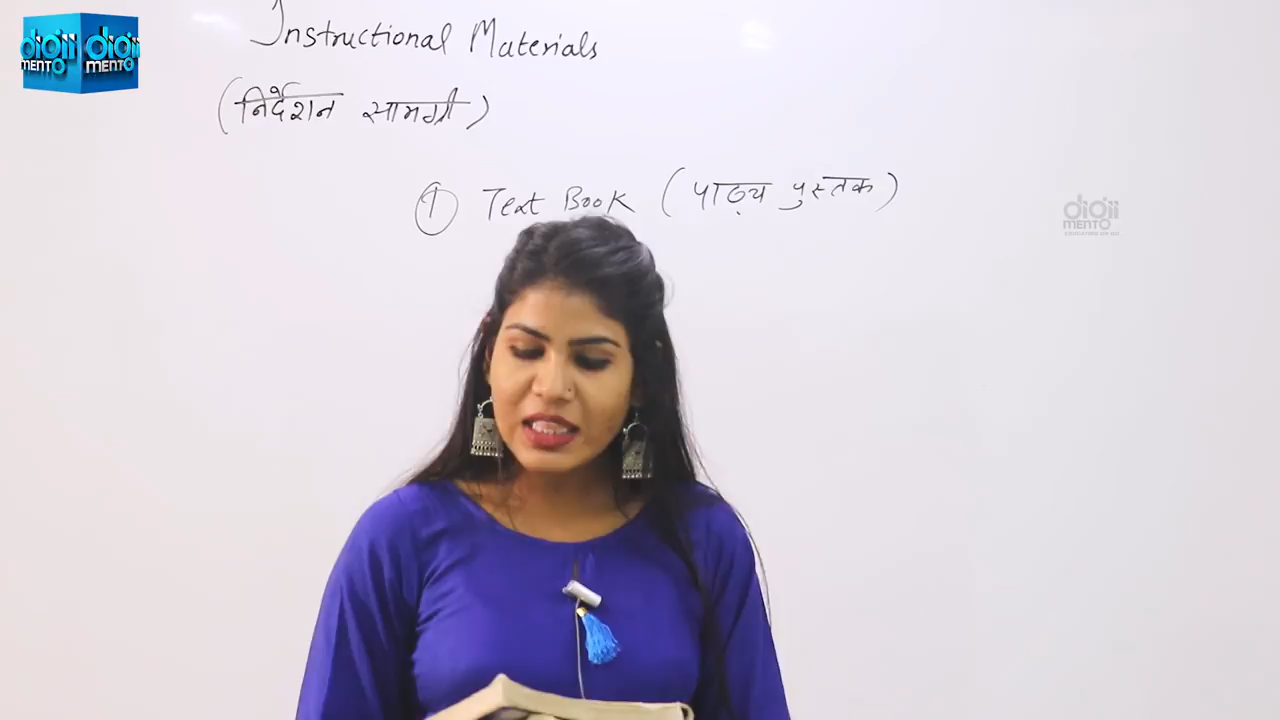 Instructional Materials
(निर्देशन सामग्री)
① Text Book (पाठ्य पुस्तक)
digii
MENTO
digii
MENTO
digii
MENTO